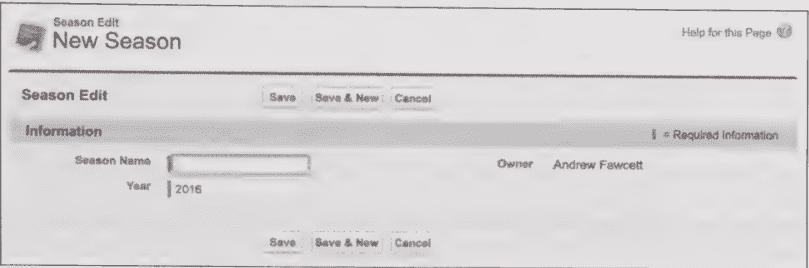 Season Edit
New Season
Help for this Page
Season Edit
Save Save & New Cancel
Information
= Required Information
Season Name
Owner Andrew Fawcett
Year 2016
Save Save & New Cancel